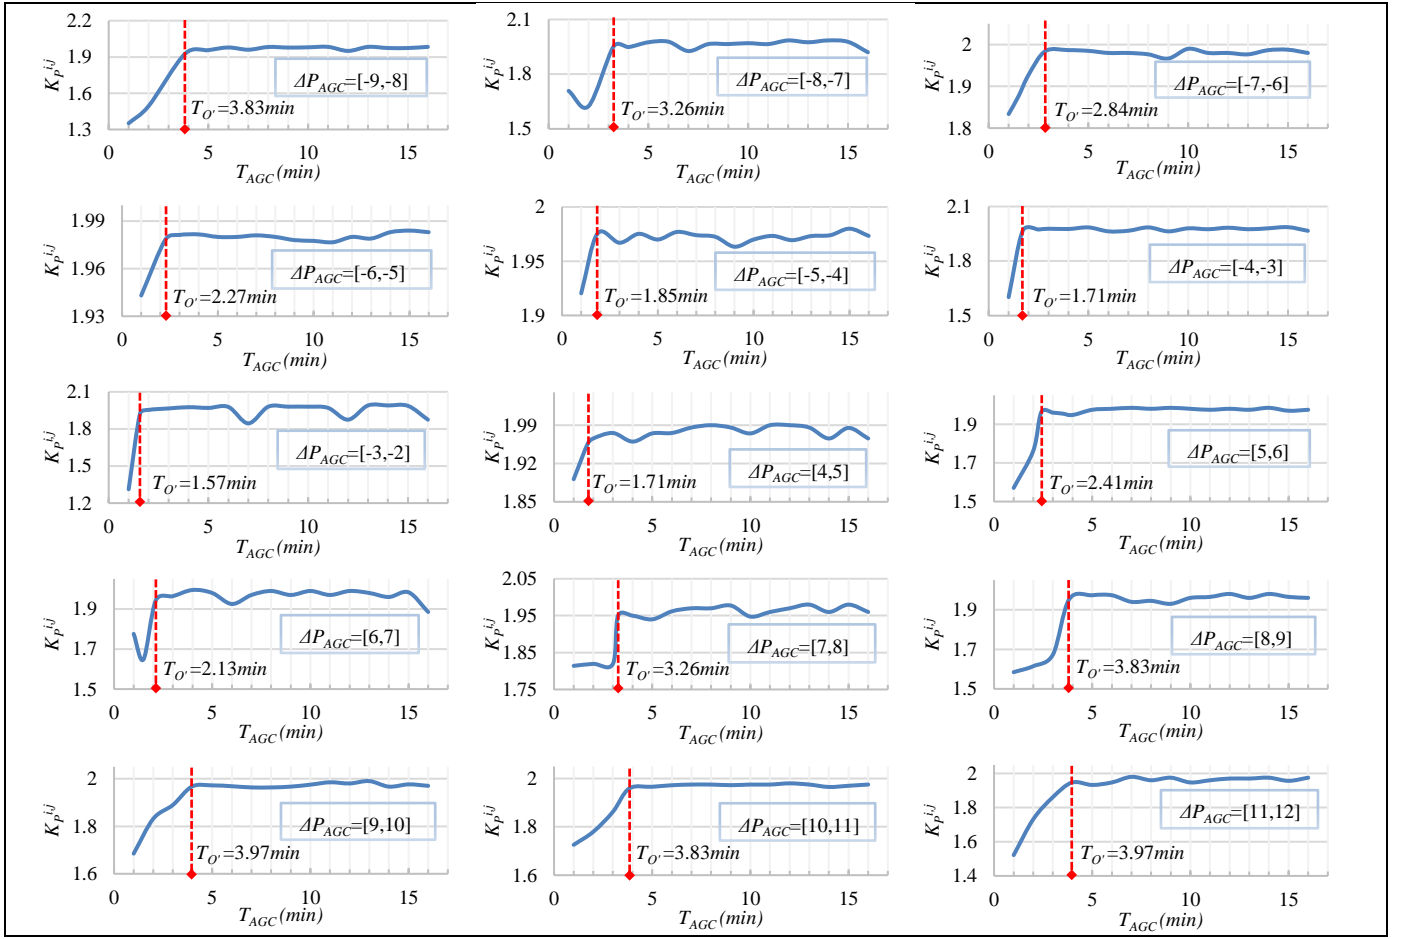 2.2
1.9
1.6
1.3
K_P^{i,j}
ΔP_AGC=[-9,-8]
T_O'=3.83min
0 5 10 15
T_AGC(min)
2.1
1.8
1.5
K_P^{i,j}
ΔP_AGC=[-8,-7]
T_O'=3.26min
0 5 10 15
T_AGC(min)
2
1.9
1.8
K_P^{i,j}
ΔP_AGC=[-7,-6]
T_O'=2.84min
0 5 10 15
T_AGC(min)
1.99
1.96
1.93
K_P^{i,j}
ΔP_AGC=[-6,-5]
T_O'=2.27min
0 5 10 15
T_AGC(min)
2
1.95
1.9
K_P^{i,j}
ΔP_AGC=[-5,-4]
T_O'=1.85min
0 5 10 15
T_AGC(min)
2.1
1.8
1.5
K_P^{i,j}
ΔP_AGC=[-4,-3]
T_O'=1.71min
0 5 10 15
T_AGC(min)
2.1
1.8
1.5
1.2
K_P^{i,j}
ΔP_AGC=[-3,-2]
T_O'=1.57min
0 5 10 15
T_AGC(min)
1.99
1.92
1.85
K_P^{i,j}
ΔP_AGC=[4,5]
T_O'=1.71min
0 5 10 15
T_AGC(min)
1.9
1.7
1.5
K_P^{i,j}
ΔP_AGC=[5,6]
T_O'=2.41min
0 5 10 15
T_AGC(min)
1.9
1.7
1.5
K_P^{i,j}
ΔP_AGC=[6,7]
T_O'=2.13min
0 5 10 15
T_AGC(min)
2.05
1.95
1.85
1.75
K_P^{i,j}
ΔP_AGC=[7,8]
T_O'=3.26min
0 5 10 15
T_AGC(min)
1.9
1.7
1.5
K_P^{i,j}
ΔP_AGC=[8,9]
T_O'=3.83min
0 5 10 15
T_AGC(min)
2
1.8
1.6
K_P^{i,j}
ΔP_AGC=[9,10]
T_O'=3.97min
0 5 10 15
T_AGC(min)
2
1.8
1.6
K_P^{i,j}
ΔP_AGC=[10,11]
T_O'=3.83min
0 5 10 15
T_AGC(min)
2
1.8
1.6
1.4
K_P^{i,j}
ΔP_AGC=[11,12]
T_O'=3.97min
0 5 10 15
T_AGC(min)